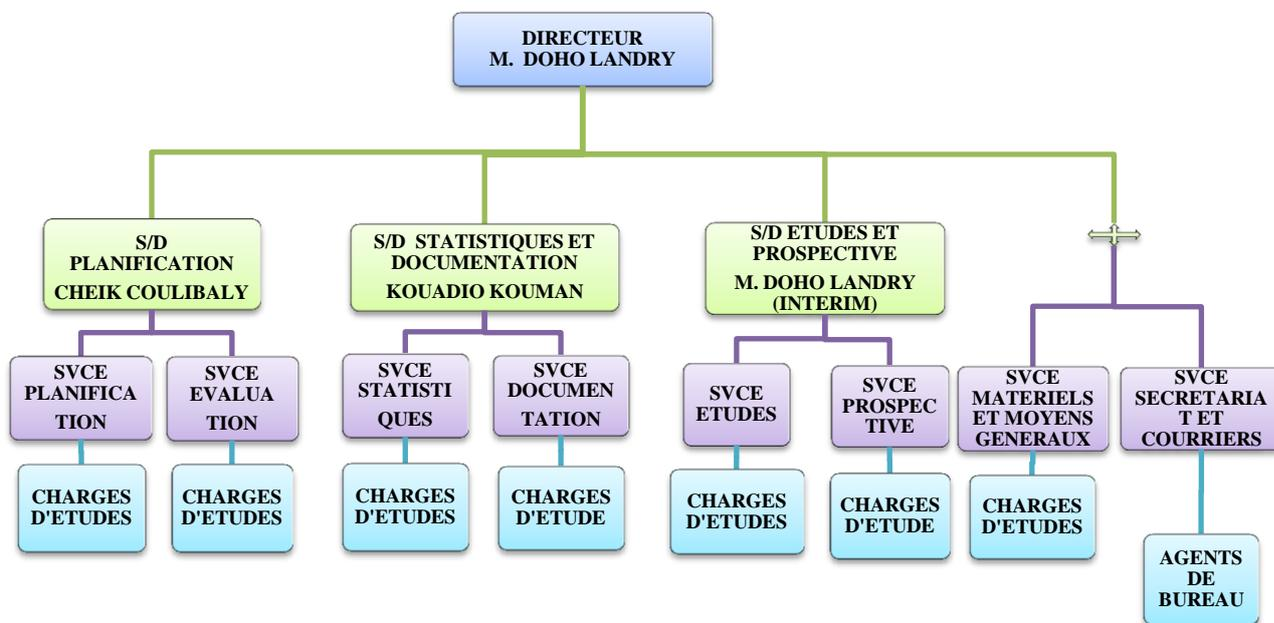 DIRECTEUR
M. DOHO LANDRY
S/D
PLANIFICATION
CHEIK COULIBALY
S/D STATISTIQUES ET
DOCUMENTATION
KOUADIO KOUMAN
S/D ETUDES ET
PROSPECTIVE
M. DOHO LANDRY
(INTERIM)
SVCE
PLANIFICA
TION
SVCE
EVALUA
TION
SVCE
STATISTI
QUES
SVCE
DOCUMEN
TATION
SVCE
ETUDES
SVCE
PROSPEC
TIVE
SVCE
MATERIELS
ET MOYENS
GENERAUX
SVCE
SECRETARIA
T ET
COURRIERS
CHARGES
D'ETUDES
CHARGES
D'ETUDES
CHARGES
D'ETUDES
CHARGES
D'ETUDE
CHARGES
D'ETUDES
CHARGES
D'ETUDE
CHARGES
D'ETUDES
AGENTS
DE
BUREAU